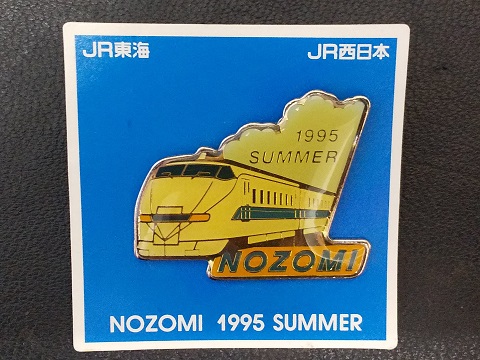 JR東海 JR西日本
1995
SUMMER
NOZOMI
NOZOMI 1995 SUMMER